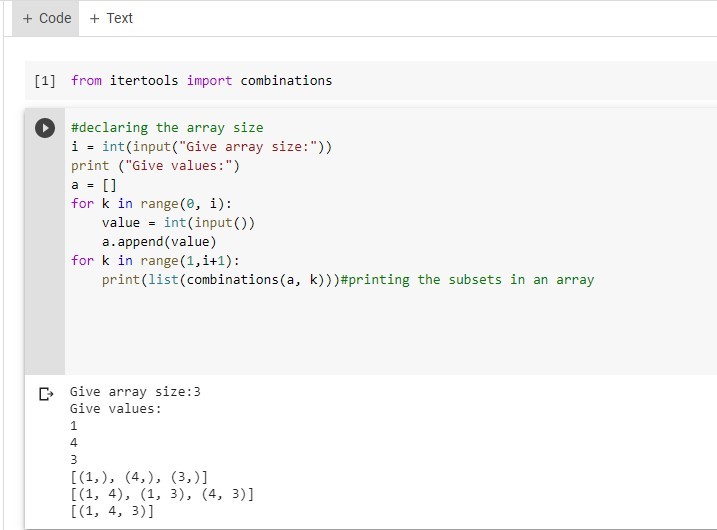 + Code + Text
[1] from itertools import combinations
#declaring the array size
i = int(input("Give array size:"))
print ("Give values:")
a = []
for k in range(0, i):
    value = int(input())
    a.append(value)
for k in range(1,i+1):
    print(list(combinations(a, k)))#printing the subsets in an array
Give array size:3
Give values:
1
4
3
[(1,), (4,), (3,)]
[(1, 4), (1, 3), (4, 3)]
[(1, 4, 3)]